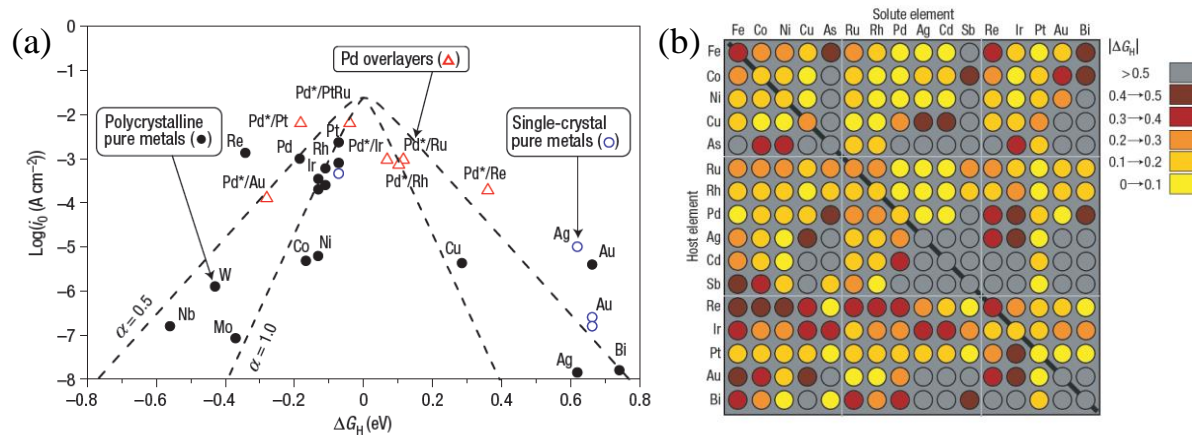 (a)
Log(i₀ (A cm⁻²))
0
−1
−2
−3
−4
−5
−6
−7
−8
Pd overlayers (△)
Polycrystalline
pure metals (●)
Single-crystal
pure metals (○)
Pd*/PtRu
Pd*/Pt
Pt
Re
Pd
Rh
Pd*/Ir
Pd*/Ru
Ir
Pd*/Rh
Pd*/Re
Pd*/Au
Co
Ni
Cu
Ag
Au
W
Nb
Mo
Au
Ag
Bi
α = 0.5
α = 1.0
−0.8 −0.6 −0.4 −0.2 0.0 0.2 0.4 0.6 0.8
ΔG_H (eV)
(b)
Solute element
Fe Co Ni Cu As Ru Rh Pd Ag Cd Sb Re Ir Pt Au Bi
Host element
Fe
Co
Ni
Cu
As
Ru
Rh
Pd
Ag
Cd
Sb
Re
Ir
Pt
Au
Bi
|ΔG_H|
>0.5
0.4→0.5
0.3→0.4
0.2→0.3
0.1→0.2
0→0.1